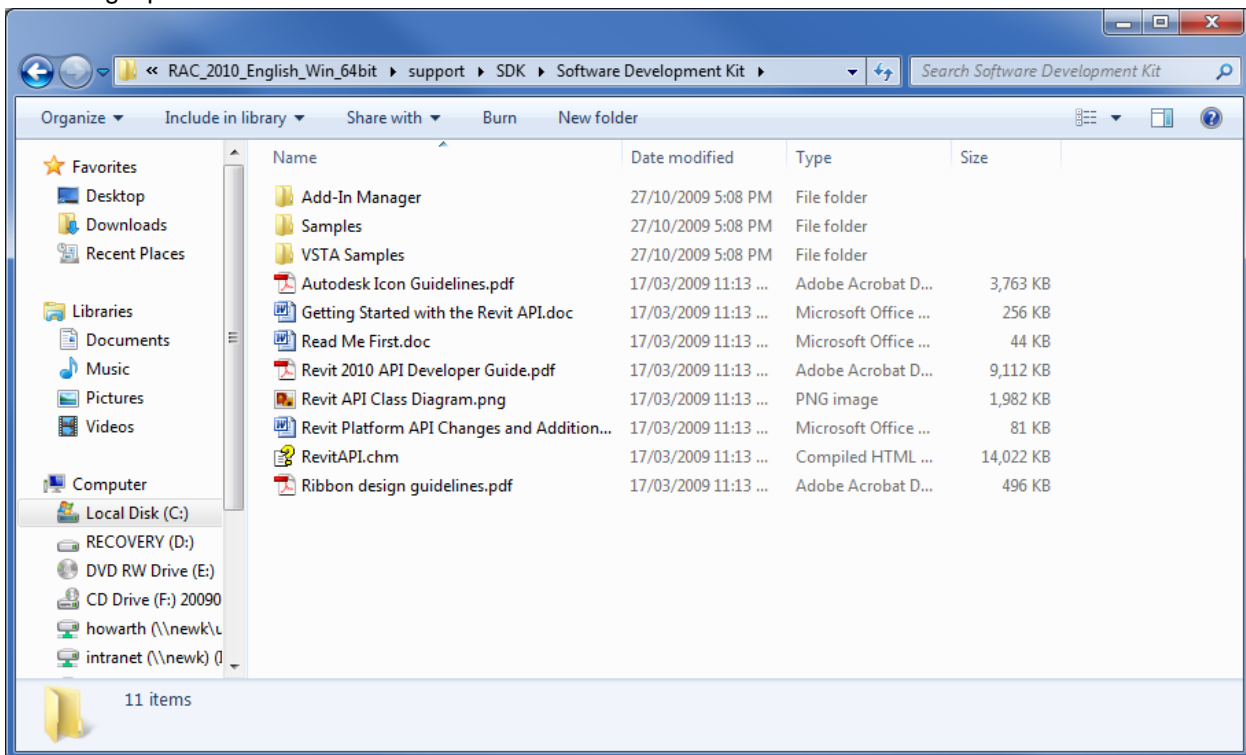 « RAC_2010_English_Win_64bit ▸ support ▸ SDK ▸ Software Development Kit ▸ Search Software Development Kit
Organize Include in library Share with Burn New folder
Name Date modified Type Size
Favorites
Desktop
Downloads
Recent Places
Libraries
Documents
Music
Pictures
Videos
Computer
Local Disk (C:)
RECOVERY (D:)
DVD RW Drive (E:)
CD Drive (F:) 20090
howarth (\\newk\u
intranet (\\newk) (I
Add-In Manager 27/10/2009 5:08 PM File folder
Samples 27/10/2009 5:08 PM File folder
VSTA Samples 27/10/2009 5:08 PM File folder
Autodesk Icon Guidelines.pdf 17/03/2009 11:13 ... Adobe Acrobat D... 3,763 KB
Getting Started with the Revit API.doc 17/03/2009 11:13 ... Microsoft Office ... 256 KB
Read Me First.doc 17/03/2009 11:13 ... Microsoft Office ... 44 KB
Revit 2010 API Developer Guide.pdf 17/03/2009 11:13 ... Adobe Acrobat D... 9,112 KB
Revit API Class Diagram.png 17/03/2009 11:13 ... PNG image 1,982 KB
Revit Platform API Changes and Addition... 17/03/2009 11:13 ... Microsoft Office ... 81 KB
RevitAPI.chm 17/03/2009 11:13 ... Compiled HTML ... 14,022 KB
Ribbon design guidelines.pdf 17/03/2009 11:13 ... Adobe Acrobat D... 496 KB
11 items